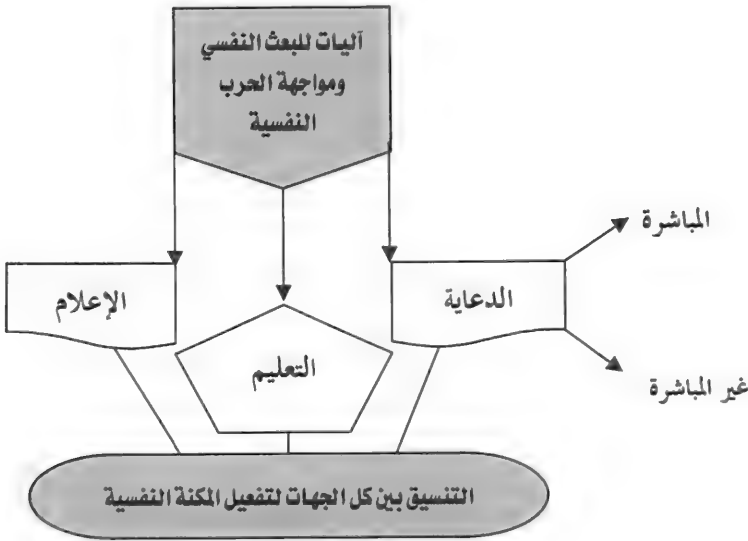 آليات للبعث النفسي
ومواجهة الحرب
النفسية
المباشرة
الدعاية
الإعلام
التعليم
غير المباشرة
التنسيق بين كل الجهات لتفعيل المكنة النفسية